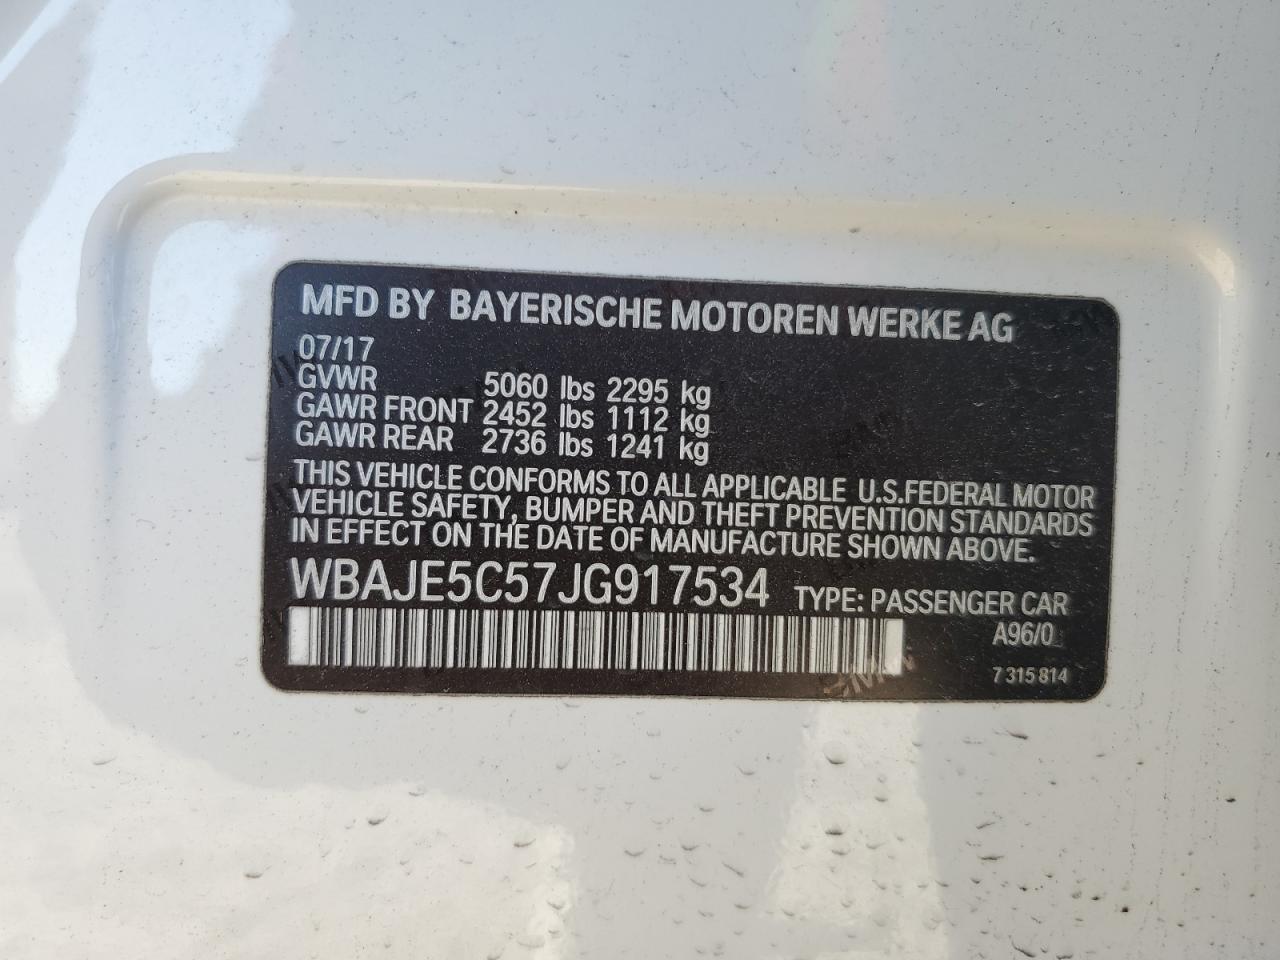 MFD BY BAYERISCHE MOTOREN WERKE AG
07/17
GVWR 5060 lbs 2295 kg
GAWR FRONT 2452 lbs 1112 kg
GAWR REAR 2736 lbs 1241 kg
THIS VEHICLE CONFORMS TO ALL APPLICABLE U.S.FEDERAL MOTOR
VEHICLE SAFETY, BUMPER AND THEFT PREVENTION STANDARDS
IN EFFECT ON THE DATE OF MANUFACTURE SHOWN ABOVE.
WBAJE5C57JG917534 TYPE: PASSENGER CAR
A96/0
7 315 814